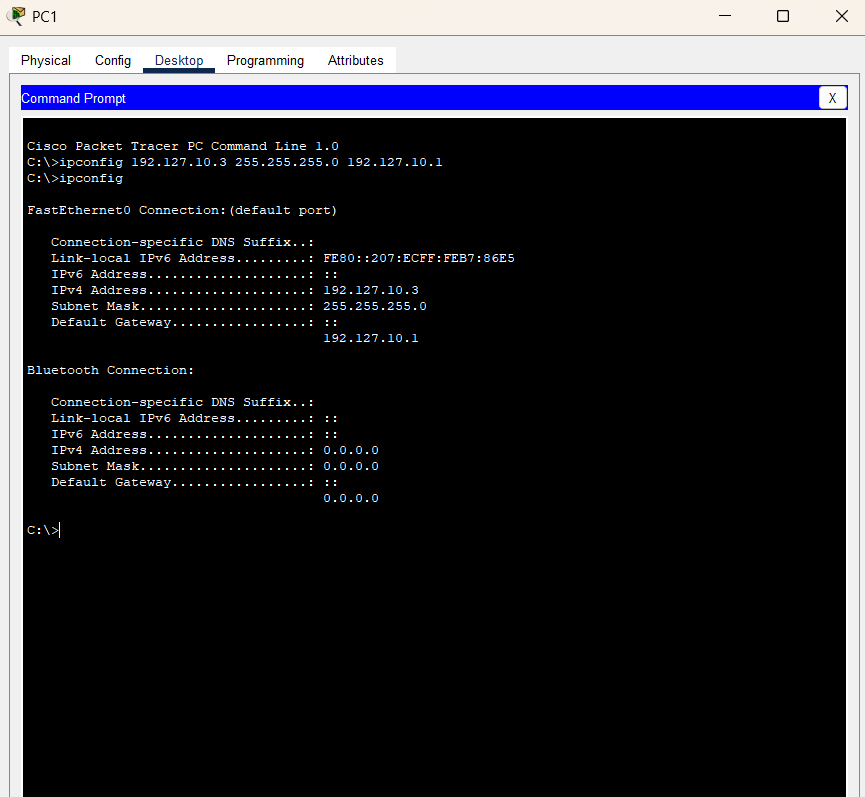 PC1
Physical Config Desktop Programming Attributes
Command Prompt
X
Cisco Packet Tracer PC Command Line 1.0
C:\>ipconfig 192.127.10.3 255.255.255.0 192.127.10.1
C:\>ipconfig
FastEthernet0 Connection:(default port)
Connection-specific DNS Suffix..:
Link-local IPv6 Address.........: FE80::207:ECFF:FEB7:86E5
IPv6 Address....................: ::
IPv4 Address....................: 192.127.10.3
Subnet Mask.....................: 255.255.255.0
Default Gateway.................: ::
192.127.10.1
Bluetooth Connection:
Connection-specific DNS Suffix..:
Link-local IPv6 Address.........: ::
IPv6 Address....................: ::
IPv4 Address....................: 0.0.0.0
Subnet Mask.....................: 0.0.0.0
Default Gateway.................: ::
0.0.0.0
C:\>